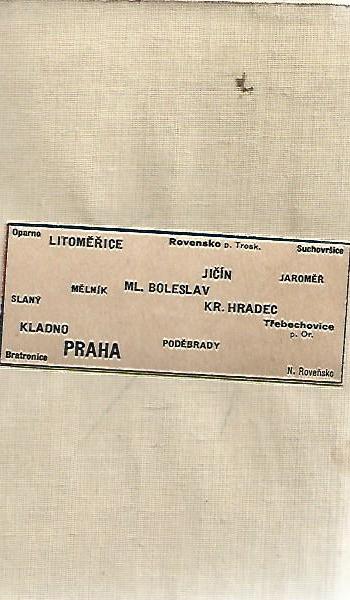 Oparno
LITOMĚŘICE
Rovensko p. Trosk.
Suchovršice
JIČÍN
JAROMĚŘ
MĚLNÍK
ML. BOLESLAV
SLANÝ
KR. HRADEC
KLADNO
Třebechovice
p. Or.
Bratronice
PRAHA
PODĚBRADY
N. Roveňsko